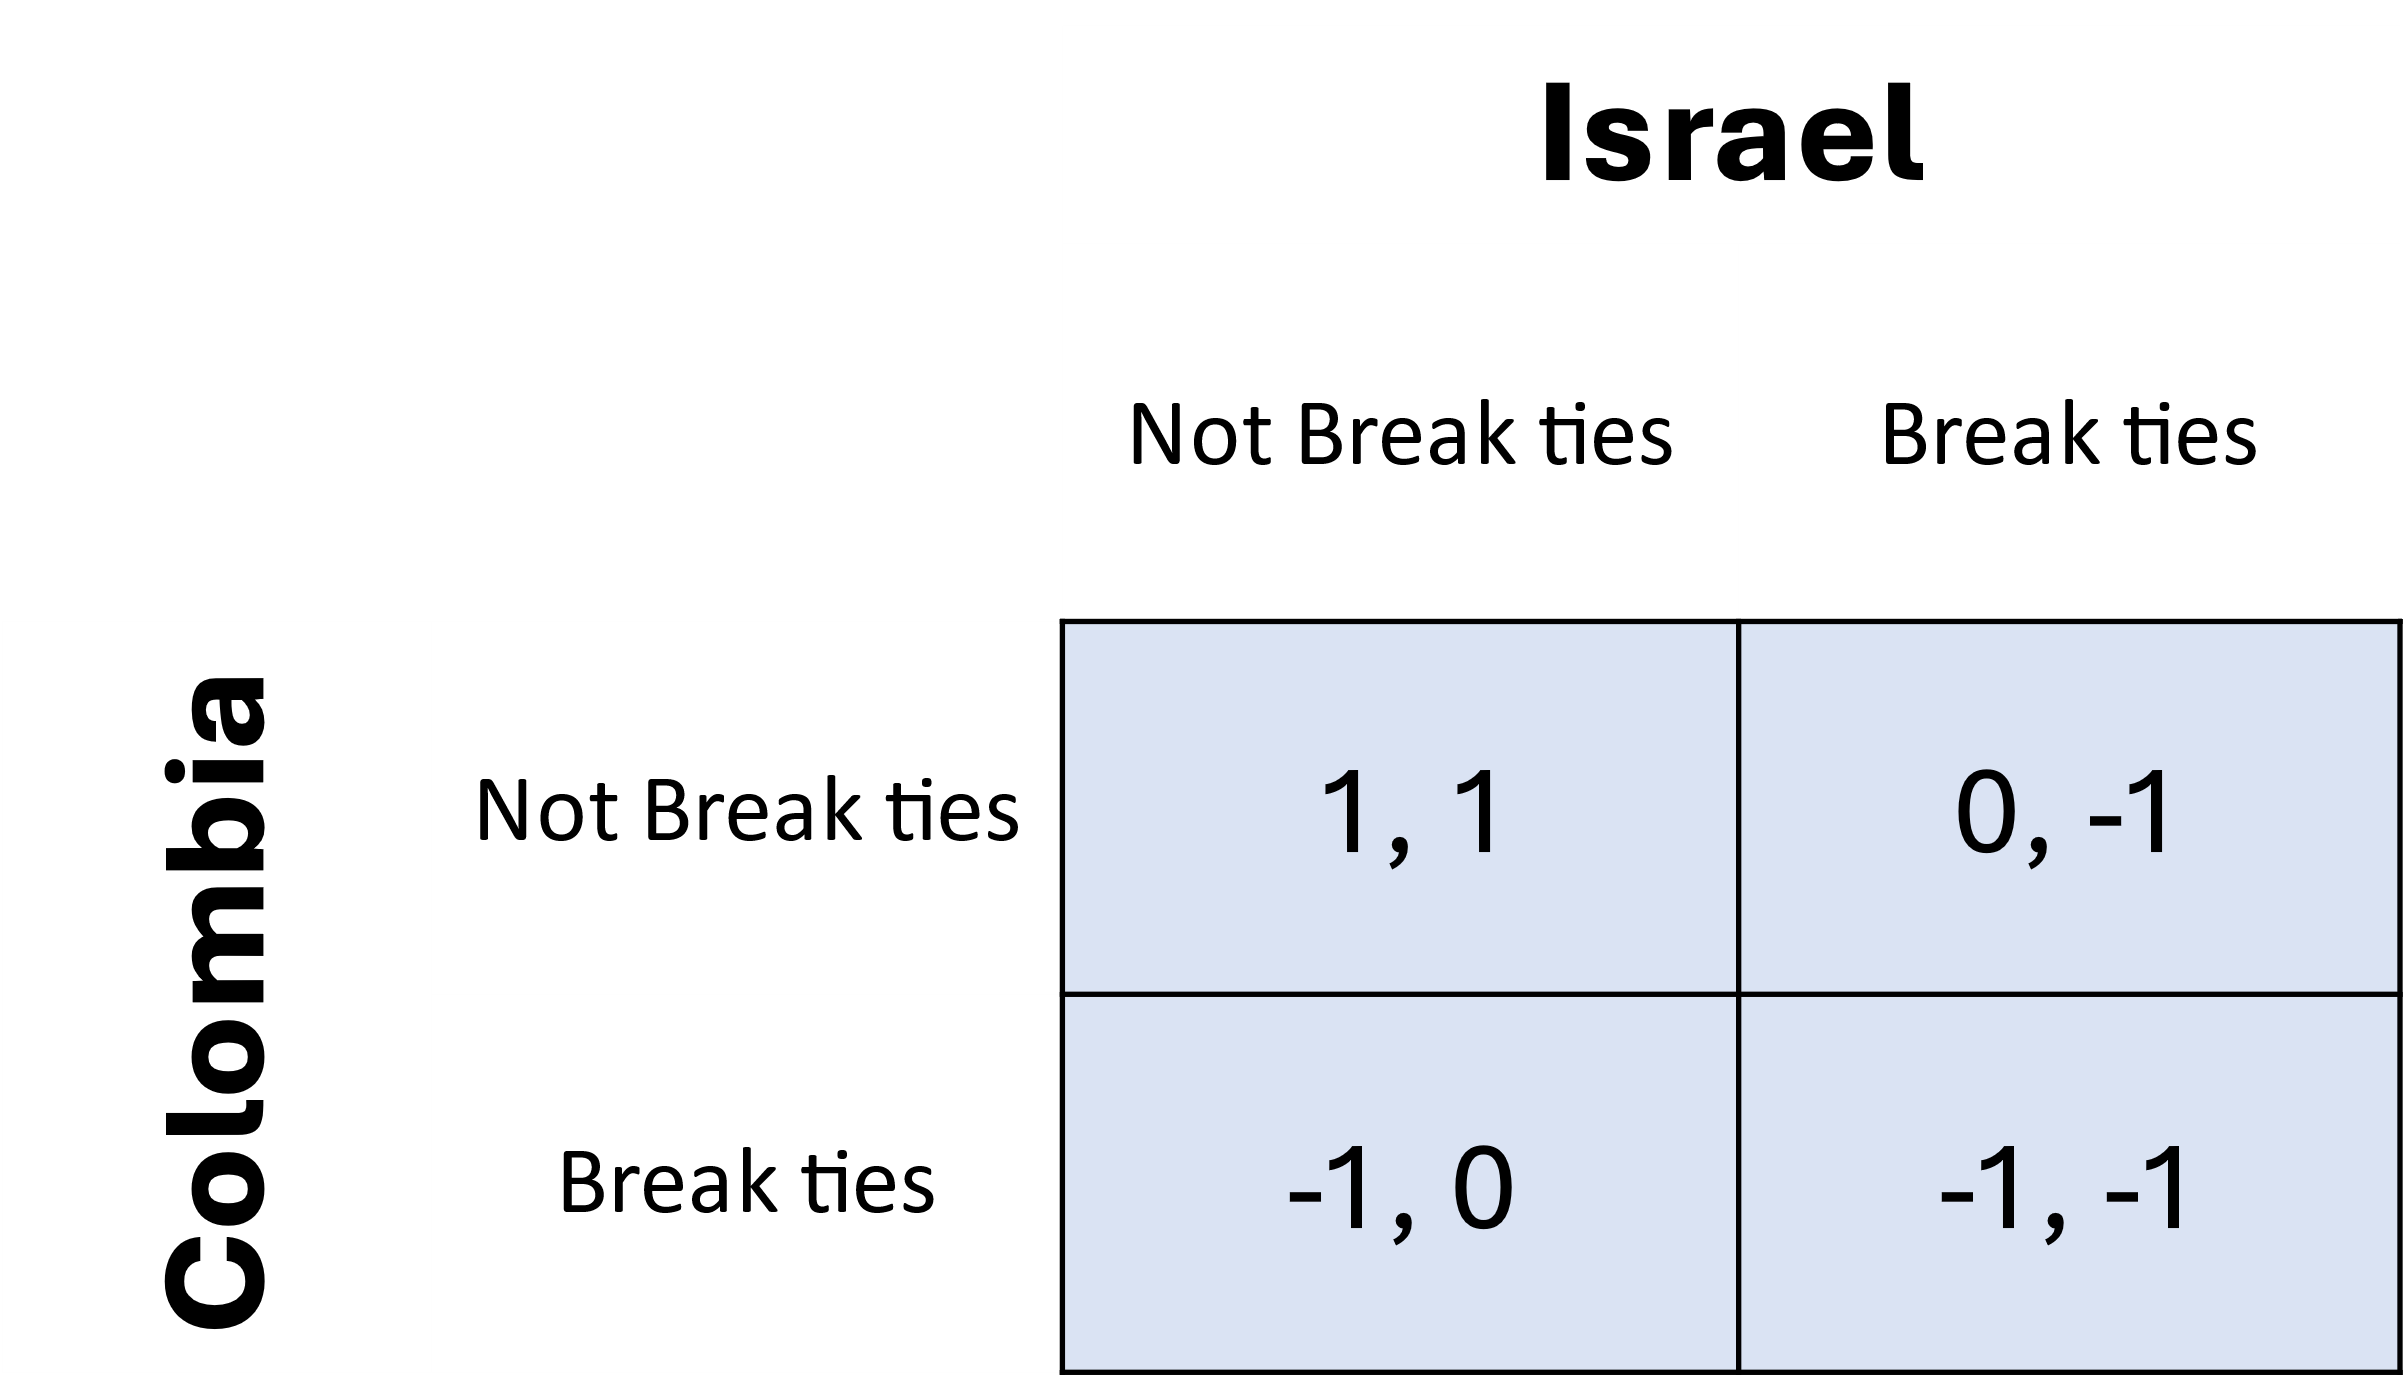 Israel
Not Break ties Break ties
Colombia
Not Break ties 1, 1 0, -1
Break ties -1, 0 -1, -1